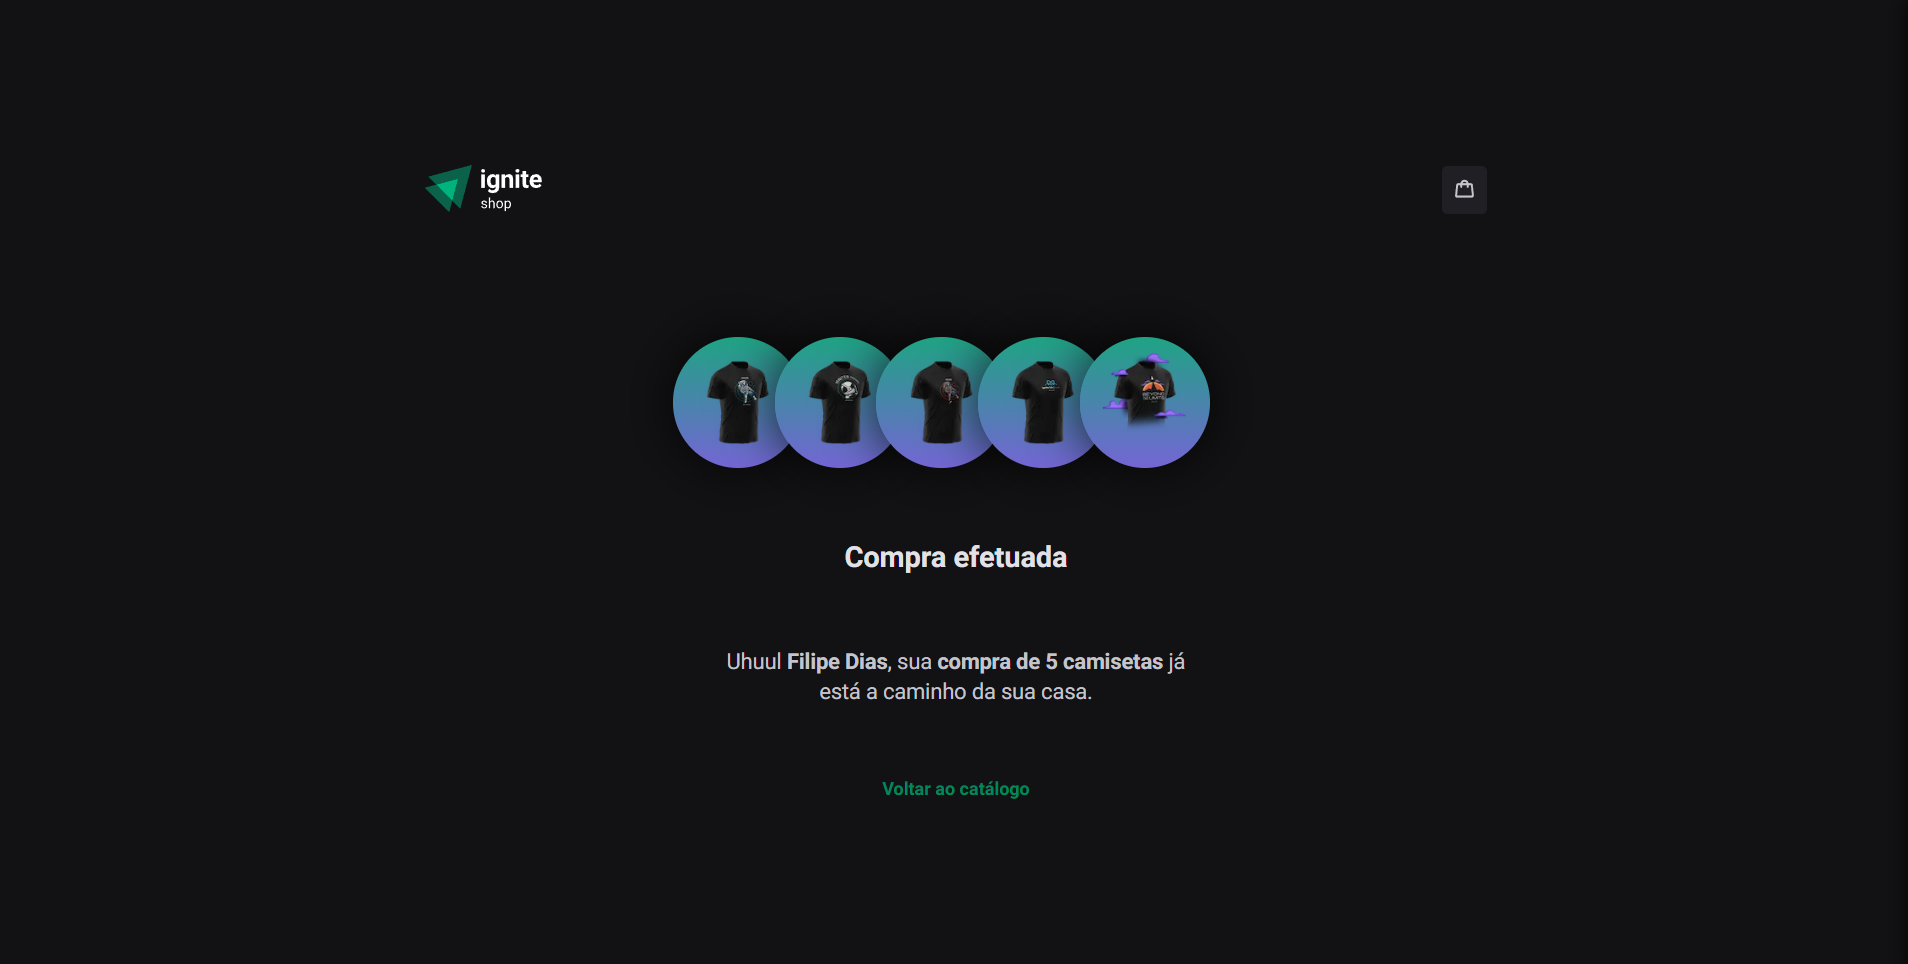 ignite
shop
BEYOND
Compra efetuada
Uhuul Filipe Dias, sua compra de 5 camisetas já
está a caminho da sua casa.
Voltar ao catálogo